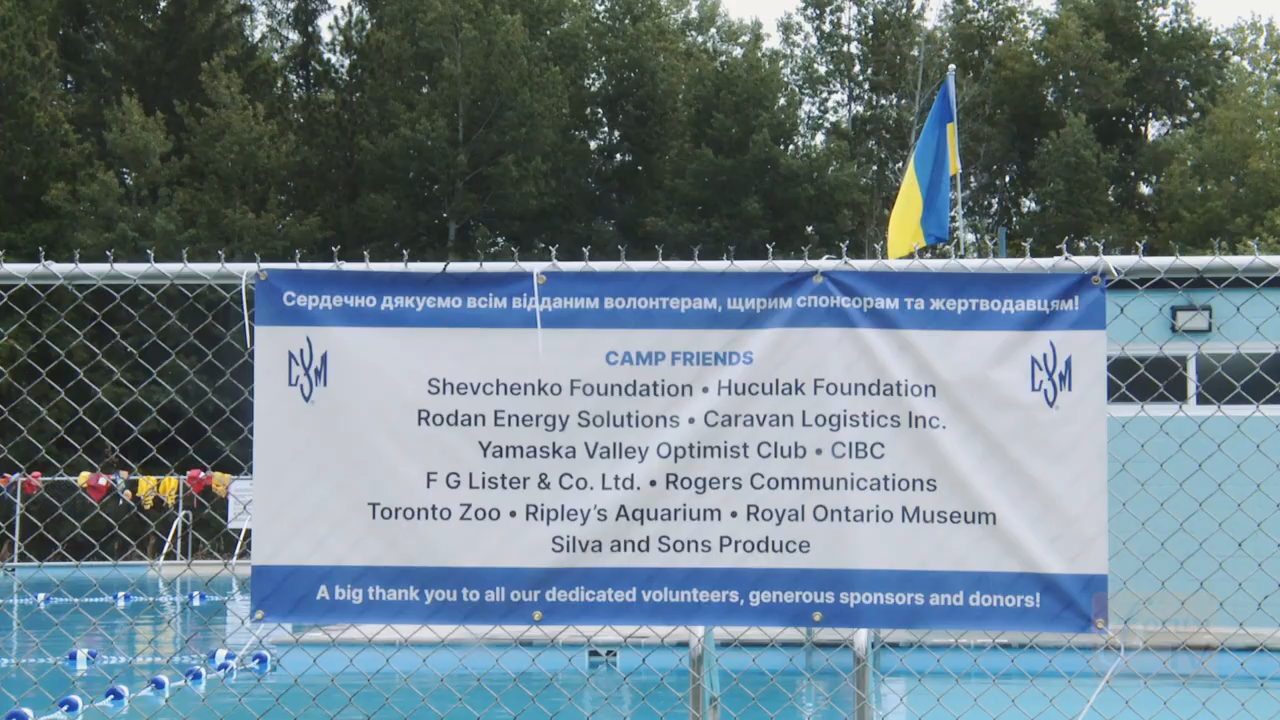 Сердечно дякуємо всім відданим волонтерам, щирим спонсорам та жертводавцям!
СУМ
СУМ
CAMP FRIENDS
Shevchenko Foundation • Huculak Foundation
Rodan Energy Solutions • Caravan Logistics Inc.
Yamaska Valley Optimist Club • CIBC
F G Lister & Co. Ltd. • Rogers Communications
Toronto Zoo • Ripley's Aquarium • Royal Ontario Museum
Silva and Sons Produce
A big thank you to all our dedicated volunteers, generous sponsors and donors!